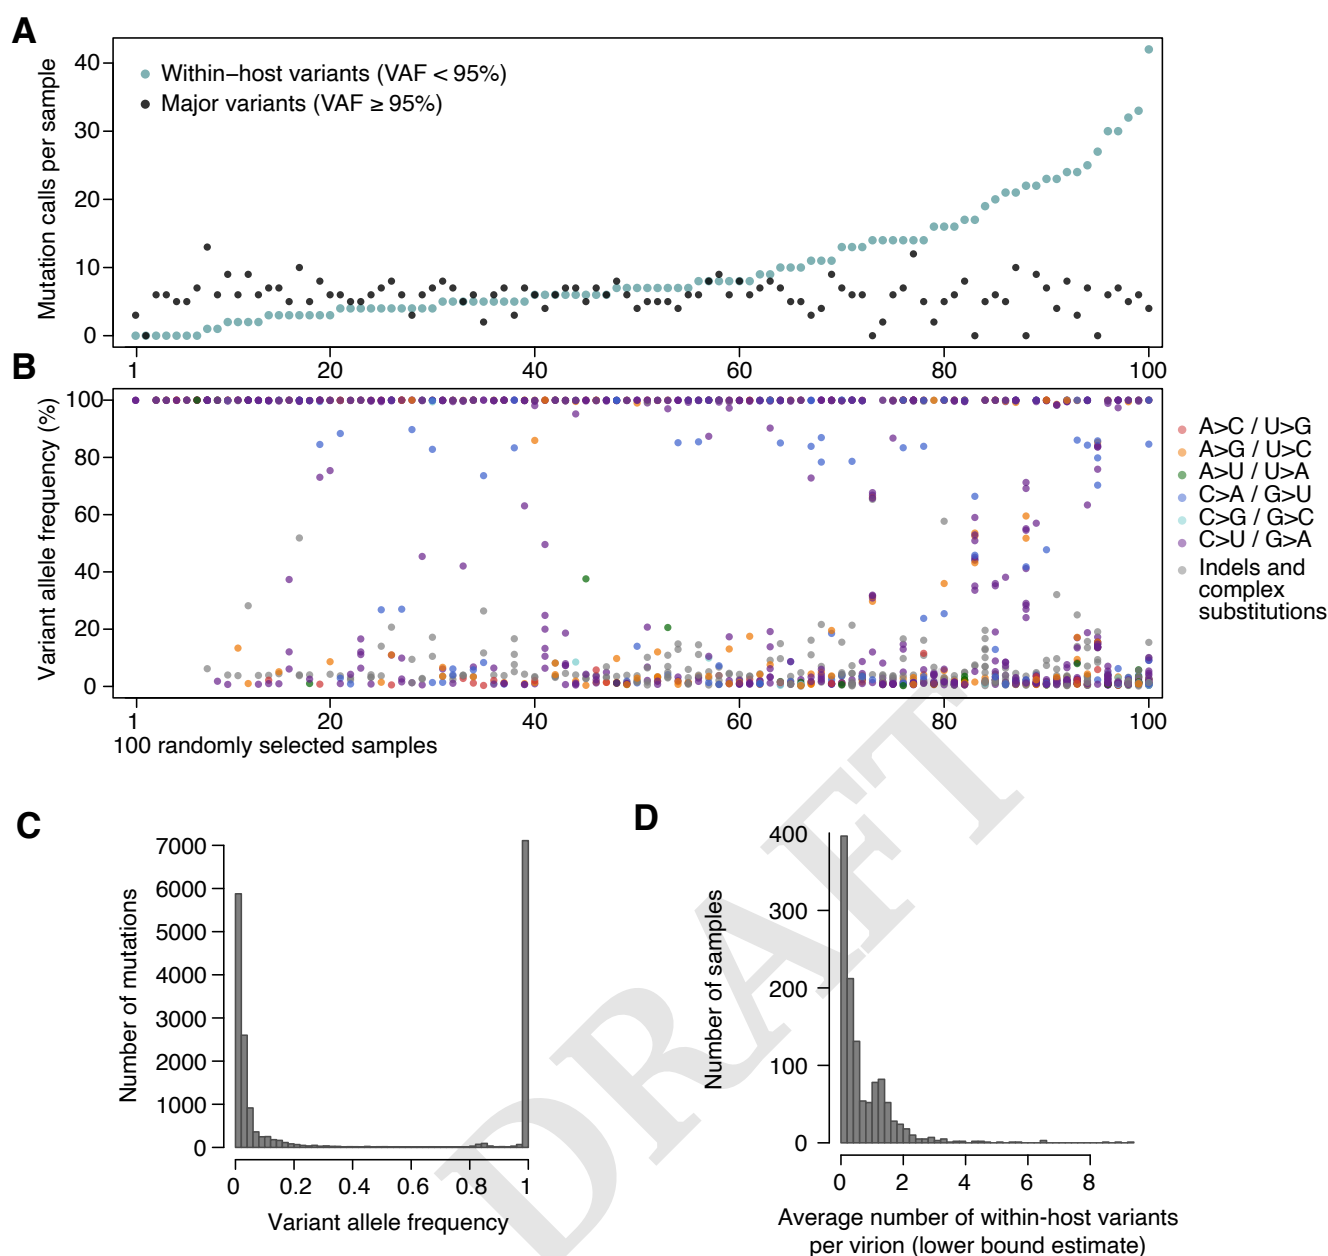 A
Mutation calls per sample
40
30
20
10
0
Within–host variants (VAF < 95%)
Major variants (VAF ≥ 95%)
1 20 40 60 80 100
B
Variant allele frequency (%)
100
80
60
40
20
0
1 20 40 60 80 100
100 randomly selected samples
A>C / U>G
A>G / U>C
A>U / U>A
C>A / G>U
C>G / G>C
C>U / G>A
Indels and
complex
substitutions
C
Number of mutations
7000
6000
5000
4000
3000
2000
1000
0
0 0.2 0.4 0.6 0.8 1
Variant allele frequency
D
Number of samples
400
300
200
100
0
0 2 4 6 8
Average number of within-host variants
per virion (lower bound estimate)
DRAFT